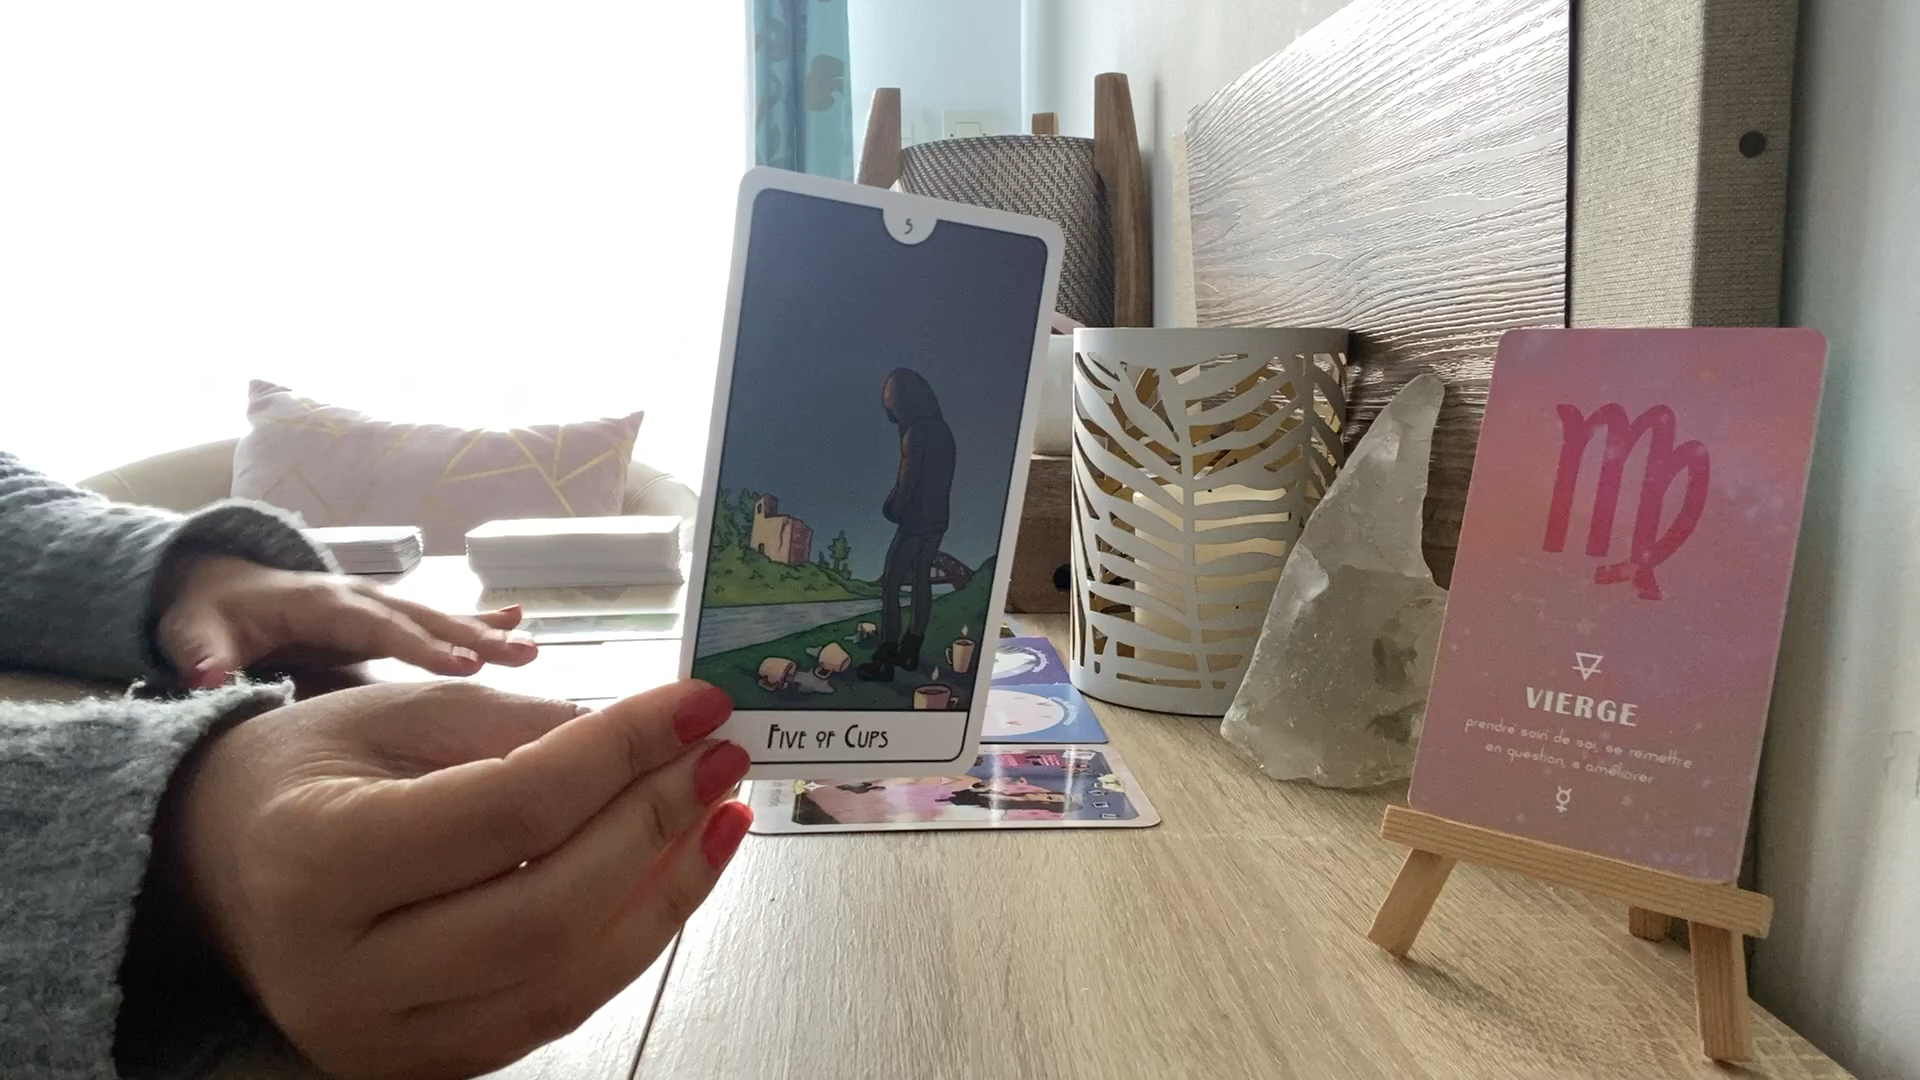 5
FIVE OF CUPS
VIERGE
prendre soin de soi, se remettre
en question, s améliorer